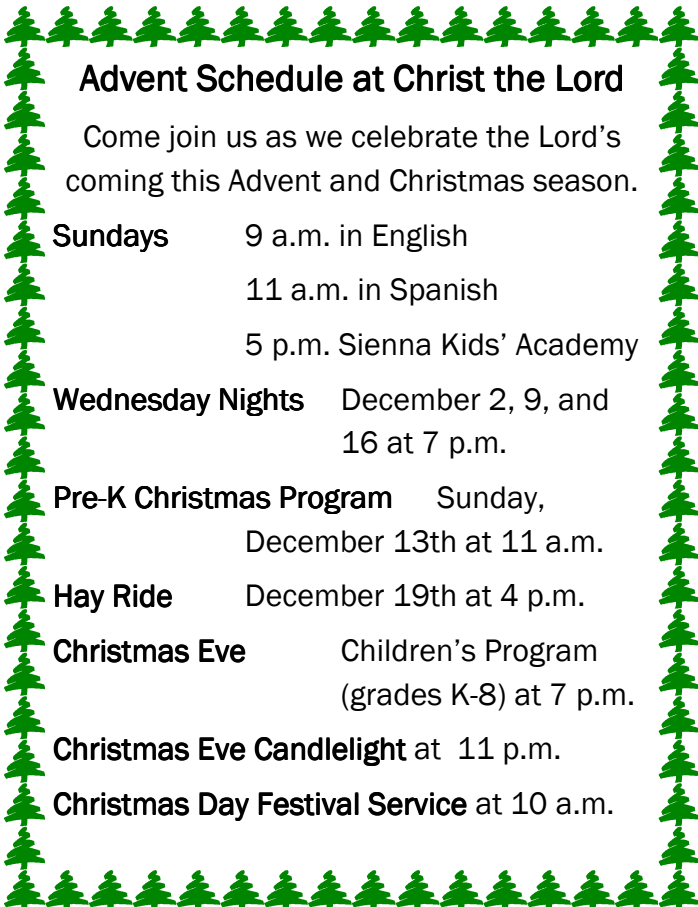 Advent Schedule at Christ the Lord
Come join us as we celebrate the Lord’s
coming this Advent and Christmas season.
Sundays 9 a.m. in English
11 a.m. in Spanish
5 p.m. Sienna Kids’ Academy
Wednesday Nights December 2, 9, and
16 at 7 p.m.
Pre-K Christmas Program Sunday,
December 13th at 11 a.m.
Hay Ride December 19th at 4 p.m.
Christmas Eve Children’s Program
(grades K-8) at 7 p.m.
Christmas Eve Candlelight at 11 p.m.
Christmas Day Festival Service at 10 a.m.